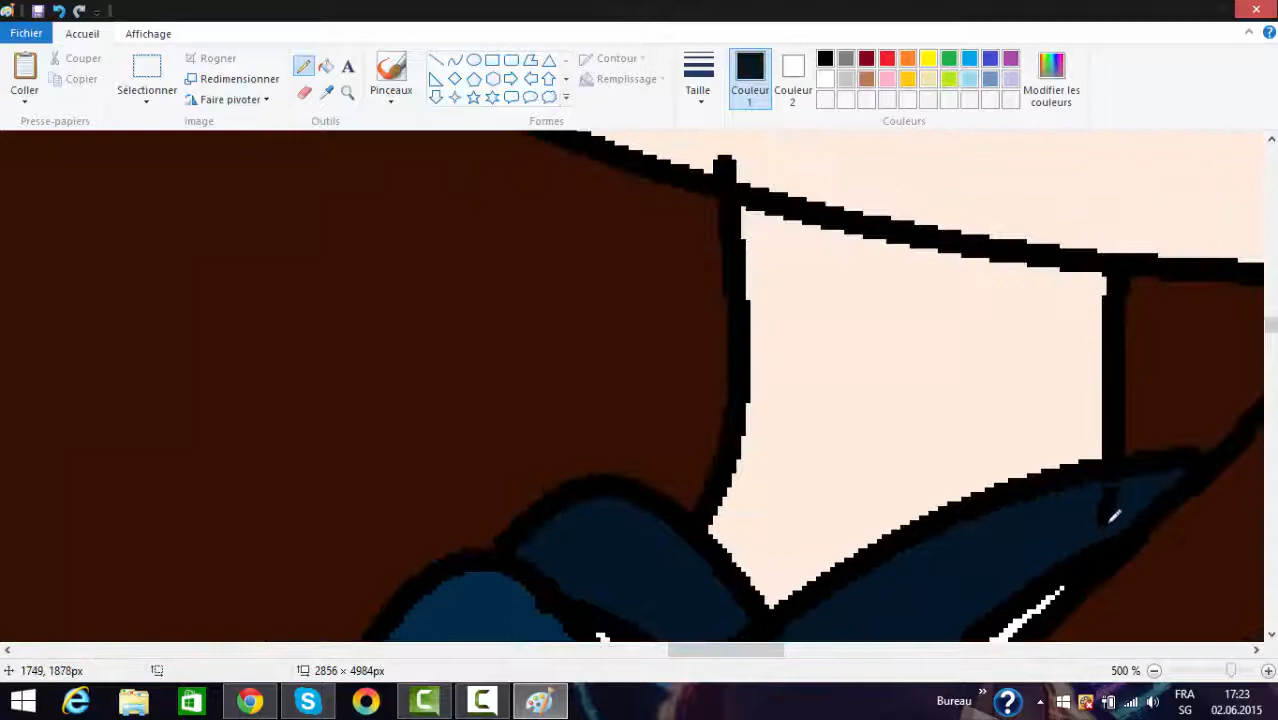 Fichier Accueil Affichage
Coller
Couper
Copier
Presse-papiers
Sélectionner
Rogner
Redimensionner
Faire pivoter
Image
A
Outils
Pinceaux
Contour
Remplissage
Formes
Taille
Couleur 1
Couleur 2
Modifier les couleurs
Couleurs
1749, 1878px
2856 × 4984px
500 %
Bureau
FRA
SG
17:23
02.06.2015